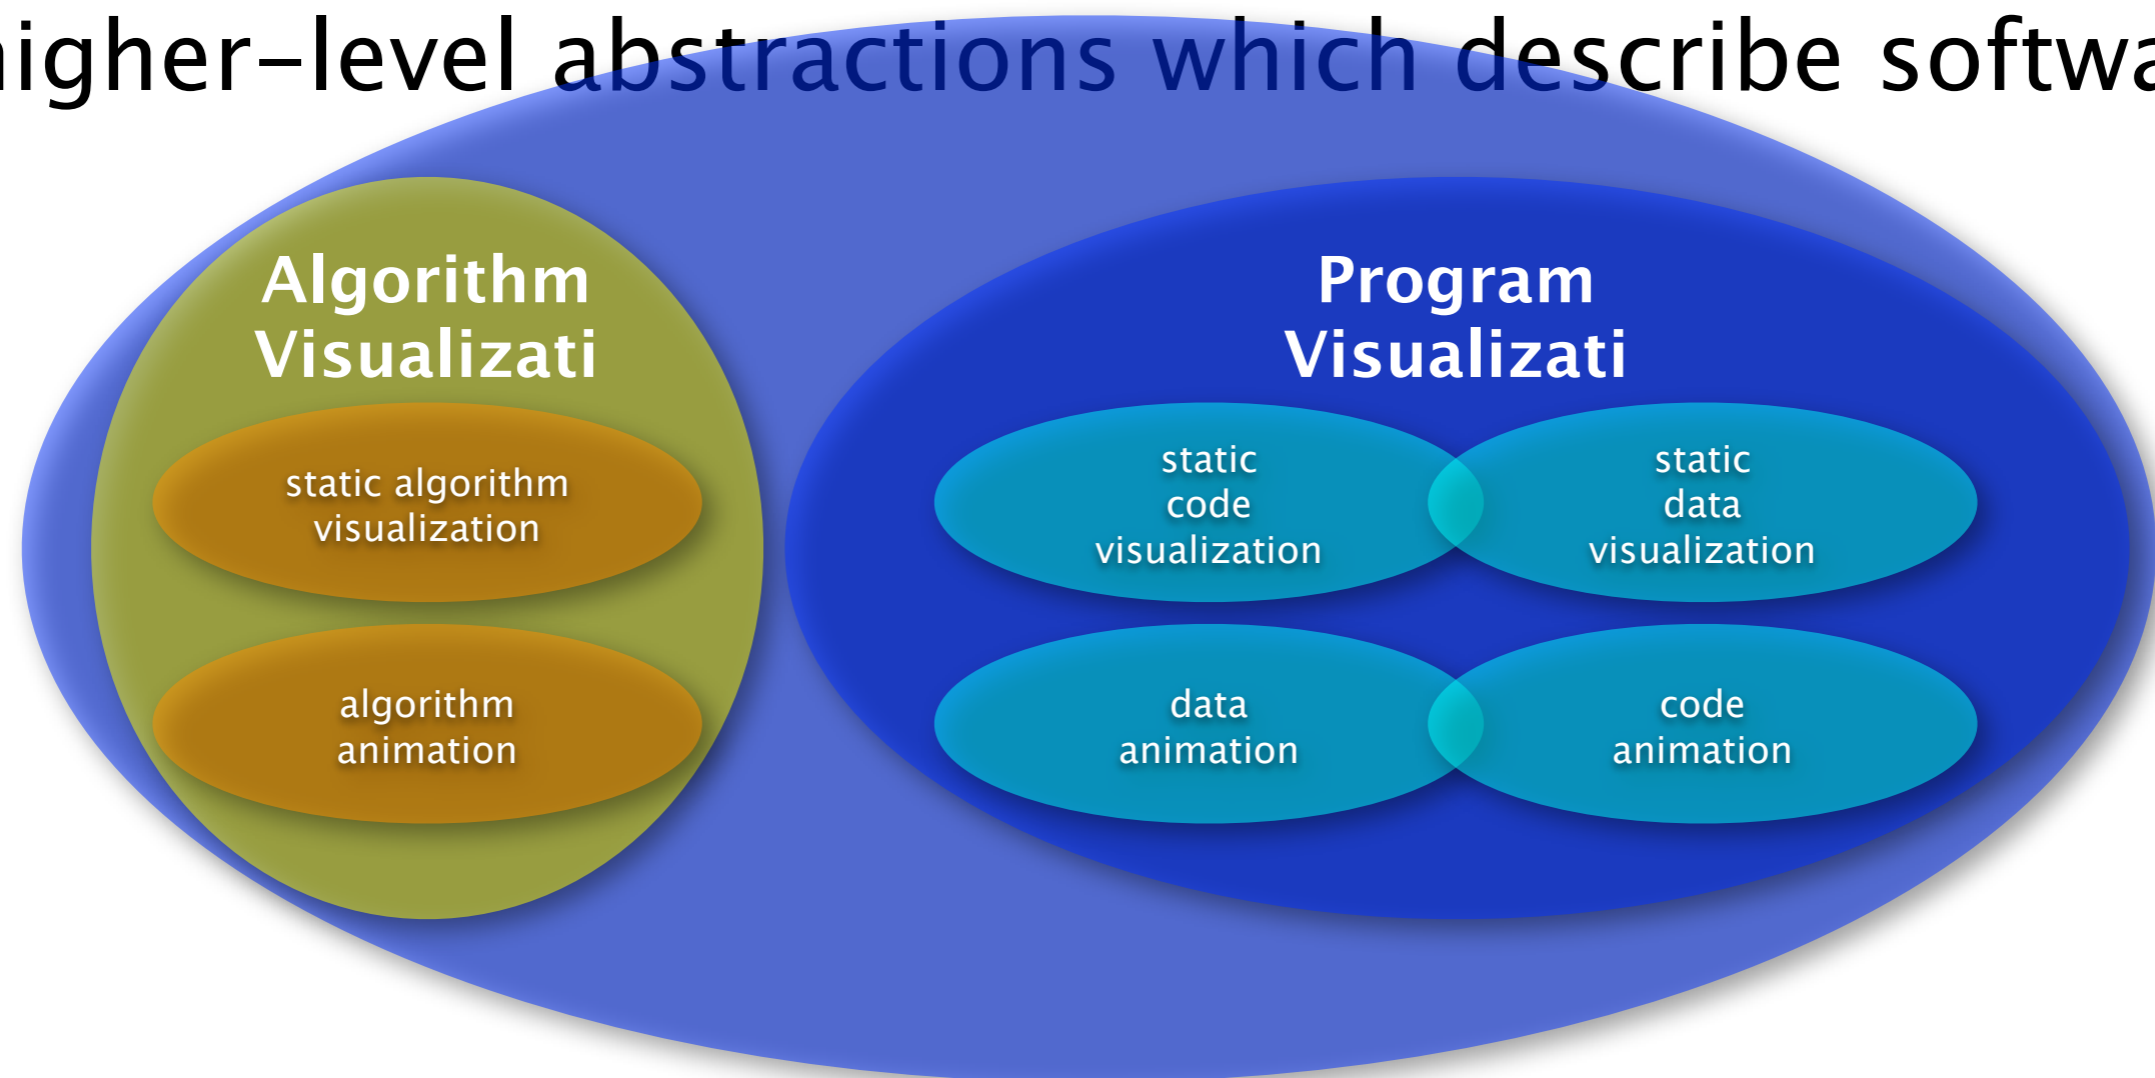 higher-level abstractions which describe softwa
Algorithm
Visualizati
static algorithm
visualization
algorithm
animation
Program
Visualizati
static
code
visualization
static
data
visualization
data
animation
code
animation